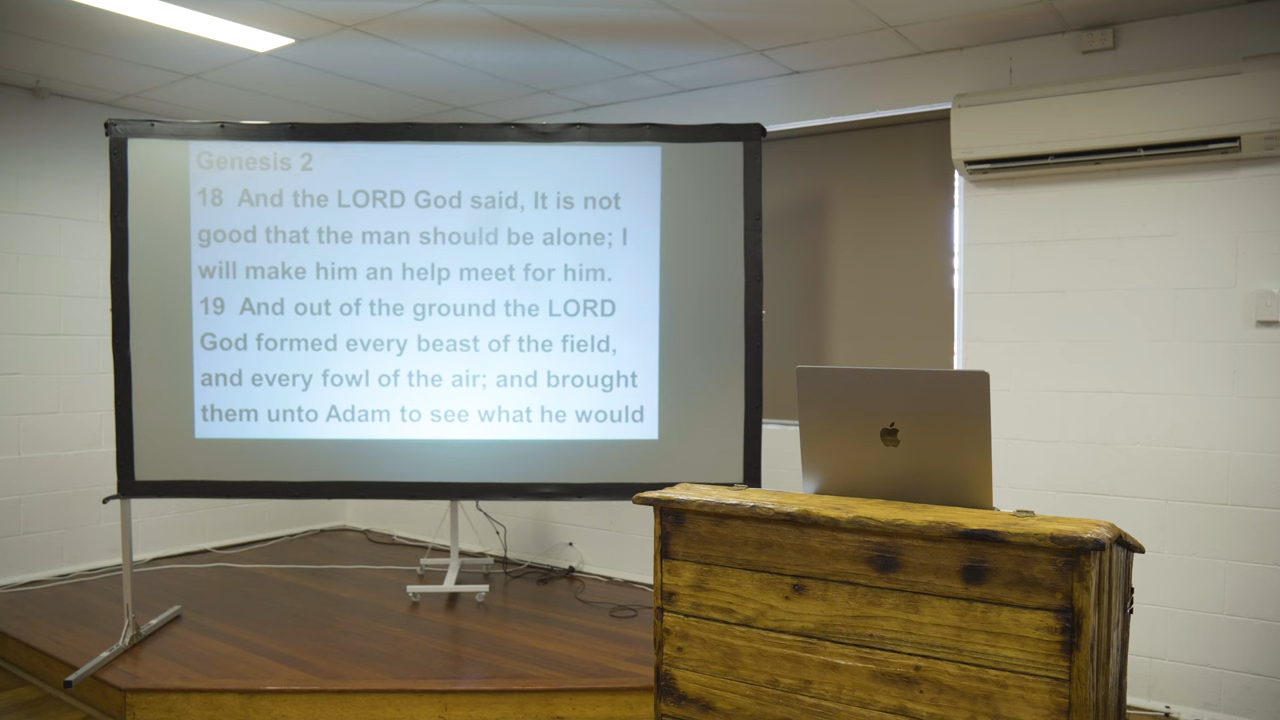 Genesis 2
18 And the LORD God said, It is not
good that the man should be alone; I
will make him an help meet for him.
19 And out of the ground the LORD
God formed every beast of the field,
and every fowl of the air; and brought
them unto Adam to see what he would